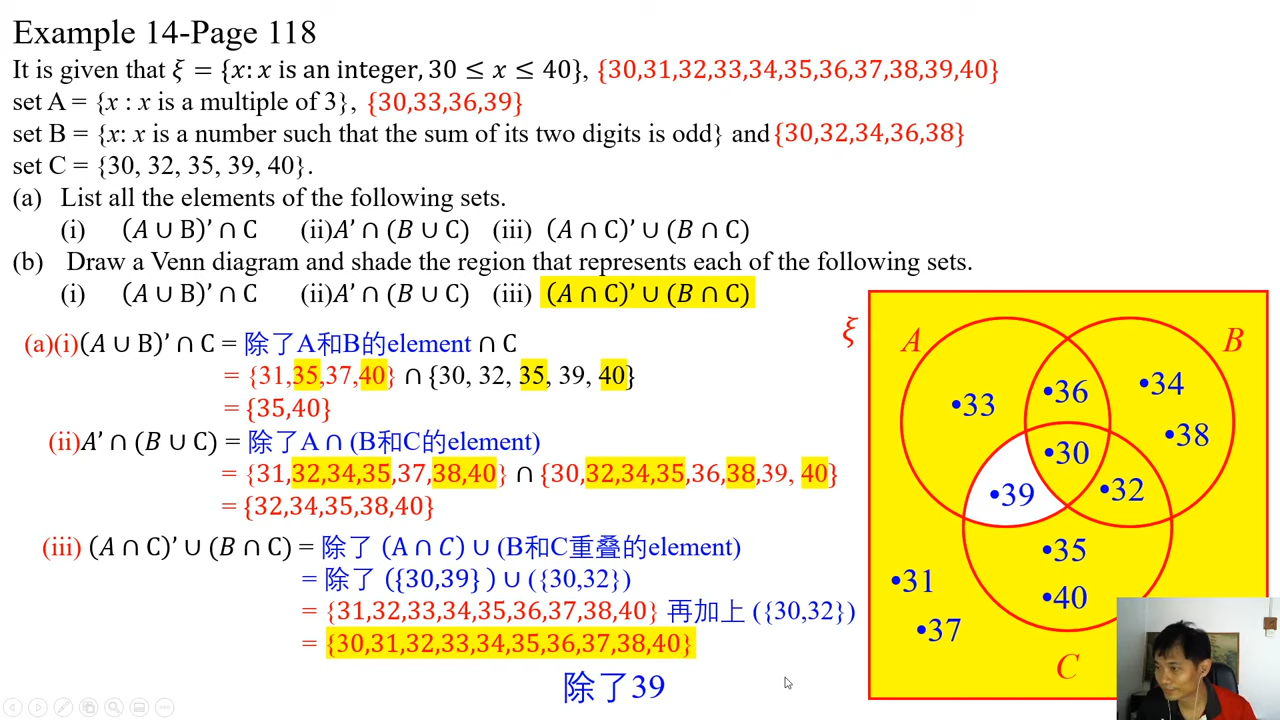 Example 14-Page 118
It is given that ξ = {x: x is an integer, 30 ≤ x ≤ 40}, {30,31,32,33,34,35,36,37,38,39,40}
set A = {x : x is a multiple of 3}, {30,33,36,39}
set B = {x: x is a number such that the sum of its two digits is odd} and {30,32,34,36,38}
set C = {30, 32, 35, 39, 40}.
(a) List all the elements of the following sets.
(i) (A ∪ B)’ ∩ C (ii)A’ ∩ (B ∪ C) (iii) (A ∩ C)’ ∪ (B ∩ C)
(b) Draw a Venn diagram and shade the region that represents each of the following sets.
(i) (A ∪ B)’ ∩ C (ii)A’ ∩ (B ∪ C) (iii) (A ∩ C)’ ∪ (B ∩ C)
(a)(i)(A ∪ B)’ ∩ C = 除了A和B的element ∩ C
= {31,35,37,40} ∩ {30, 32, 35, 39, 40}
= {35,40}
(ii)A’ ∩ (B ∪ C) = 除了A ∩ (B和C的element)
= {31,32,34,35,37,38,40} ∩ {30,32,34,35,36,38,39, 40}
= {32,34,35,38,40}
(iii) (A ∩ C)’ ∪ (B ∩ C) = 除了 (A ∩ C) ∪ (B和C重叠的element)
= 除了 ({30,39} ) ∪ ({30,32})
= {31,32,33,34,35,36,37,38,40} 再加上 ({30,32})
= {30,31,32,33,34,35,36,37,38,40}
除了39
ξ
A
B
•33
•36
•34
•38
•30
•39
•32
•35
•31
•40
•37
C